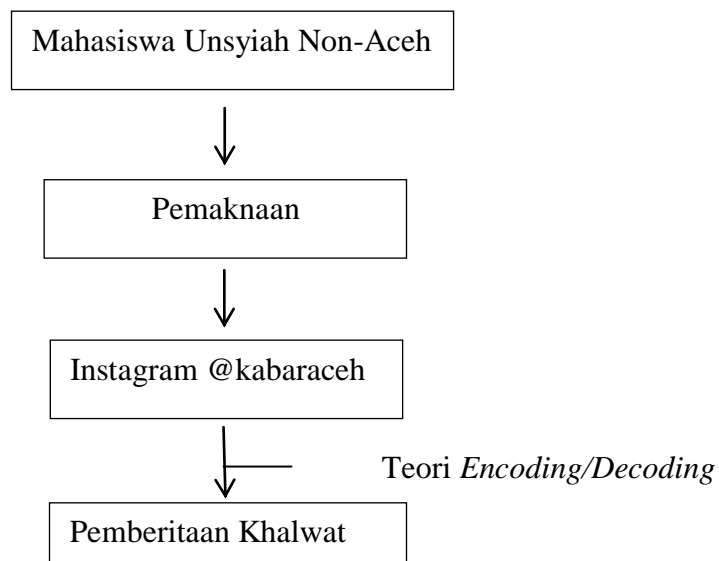 Mahasiswa Unsyiah Non-Aceh
Pemaknaan
Instagram @kabaraceh
Teori Encoding/Decoding
Pemberitaan Khalwat